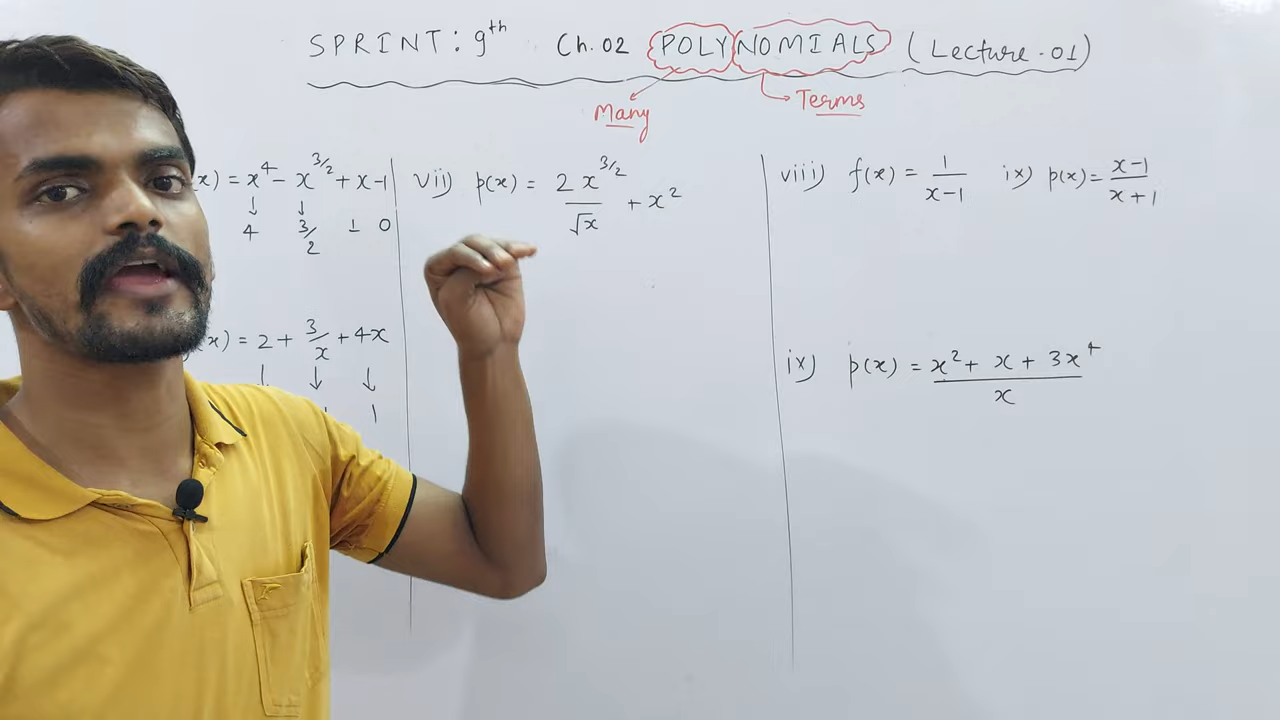 SPRINT: 9th Ch. 02 POLYNOMIALS (Lecture-01)
Many Terms
x) = x⁴ - x^3/2 + x - 1
4 3/2 1 0
x) = 2 + 3/x + 4x
1
vii) p(x) = 2x^3/2 / √x + x²
viii) f(x) = 1/x-1 ix) p(x) = x-1/x+1
ix) p(x) = x² + x + 3x⁴ / x